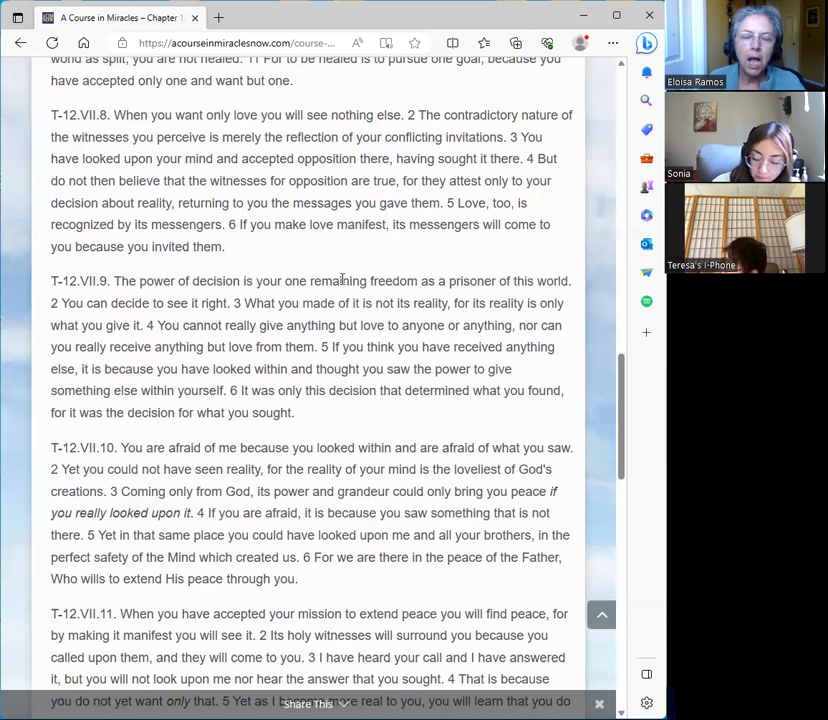 A Course in Miracles – Chapter 1
https://acourseinmiraclesnow.com/course-...
world as split, you are not healed. 11 For to be healed is to pursue one goal, because you
have accepted only one and want but one.
T-12.VII.8. When you want only love you will see nothing else. 2 The contradictory nature of
the witnesses you perceive is merely the reflection of your conflicting invitations. 3 You
have looked upon your mind and accepted opposition there, having sought it there. 4 But
do not then believe that the witnesses for opposition are true, for they attest only to your
decision about reality, returning to you the messages you gave them. 5 Love, too, is
recognized by its messengers. 6 If you make love manifest, its messengers will come to
you because you invited them.
T-12.VII.9. The power of decision is your one remaining freedom as a prisoner of this world.
2 You can decide to see it right. 3 What you made of it is not its reality, for its reality is only
what you give it. 4 You cannot really give anything but love to anyone or anything, nor can
you really receive anything but love from them. 5 If you think you have received anything
else, it is because you have looked within and thought you saw the power to give
something else within yourself. 6 It was only this decision that determined what you found,
for it was the decision for what you sought.
T-12.VII.10. You are afraid of me because you looked within and are afraid of what you saw.
2 Yet you could not have seen reality, for the reality of your mind is the loveliest of God's
creations. 3 Coming only from God, its power and grandeur could only bring you peace if
you really looked upon it. 4 If you are afraid, it is because you saw something that is not
there. 5 Yet in that same place you could have looked upon me and all your brothers, in the
perfect safety of the Mind which created us. 6 For we are there in the peace of the Father,
Who wills to extend His peace through you.
T-12.VII.11. When you have accepted your mission to extend peace you will find peace, for
by making it manifest you will see it. 2 Its holy witnesses will surround you because you
called upon them, and they will come to you. 3 I have heard your call and I have answered
it, but you will not look upon me nor hear the answer that you sought. 4 That is because
you do not yet want only that. 5 Yet as I become more real to you, you will learn that you do
Share This
Eloisa Ramos
Sonia
Teresa's I-Phone